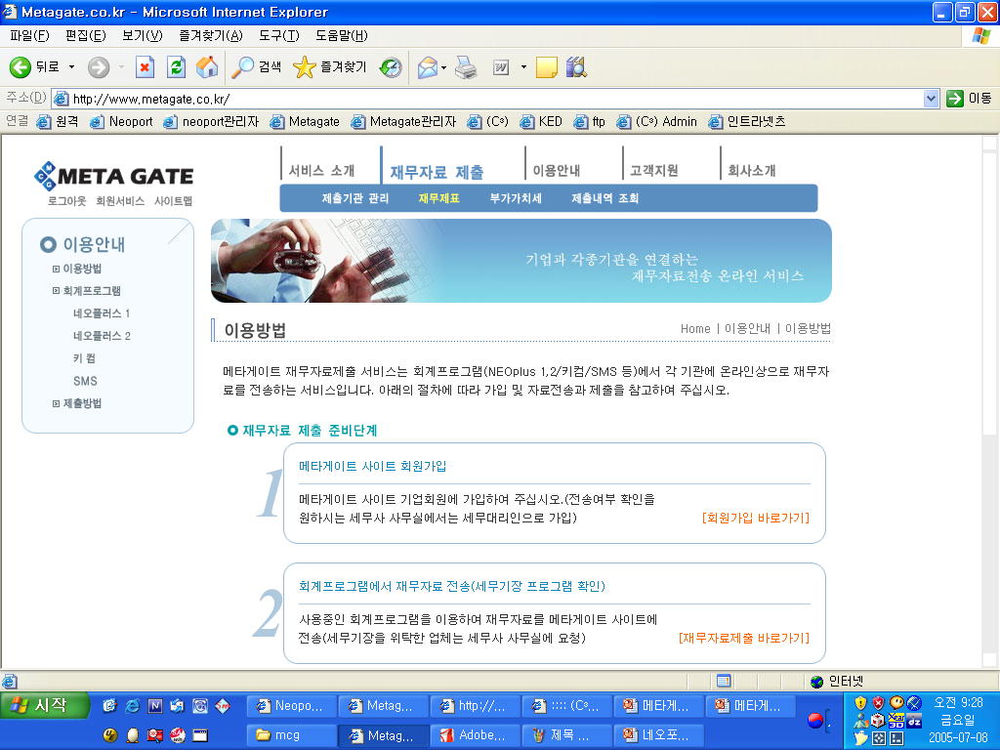 Metagate.co.kr - Microsoft Internet Explorer
파일(F) 편집(E) 보기(V) 즐겨찾기(A) 도구(T) 도움말(H)
뒤로 검색 즐겨찾기
주소(D) http://www.metagate.co.kr/ 이동
연결 원격 Neoport neoport관리자 Metagate Metagate관리자 (C³) KED ftp (C³) Admin 인트라넷츠
META GATE
로그아웃 회원서비스 사이트맵
서비스 소개 재무자료 제출 이용안내 고객지원 회사소개
제출기관 관리 재무제표 부가가치세 제출내역 조회
이용안내
이용방법
회계프로그램
네오플러스 1
네오플러스 2
키 컴
SMS
제출방법
기업과 각종기관을 연결하는
재무자료전송 온라인 서비스
이용방법
Home | 이용안내 | 이용방법
메타게이트 재무자료제출 서비스는 회계프로그램(NEOplus 1,2/키컴/SMS 등)에서 각 기관에 온라인상으로 재무자
료를 전송하는 서비스입니다. 아래의 절차에 따라 가입 및 자료전송과 제출을 참고하여 주십시오.
재무자료 제출 준비단계
1
메타게이트 사이트 회원가입
메타게이트 사이트 기업회원에 가입하여 주십시오.(전송여부 확인을
원하시는 세무사 사무실에서는 세무대리인으로 가입) [회원가입 바로가기]
2
회계프로그램에서 재무자료 전송(세무기장 프로그램 확인)
사용중인 회계프로그램을 이용하여 재무자료를 메타게이트 사이트에
전송(세무기장을 위탁한 업체는 세무사 사무실에 요청) [재무자료제출 바로가기]
인터넷
시작 Neopo... Metag... http://... :::: (C³... 메타게... 메타게...
mcg Metag... Adobe... 제목 ... 네오포...
오전 9:28
금요일
2005-07-08